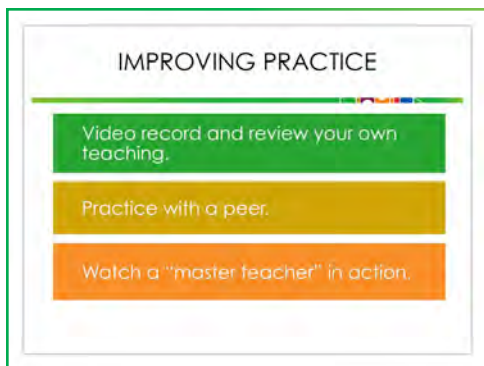 IMPROVING PRACTICE
Video record and review your own
teaching.
Practice with a peer.
Watch a “master teacher” in action.